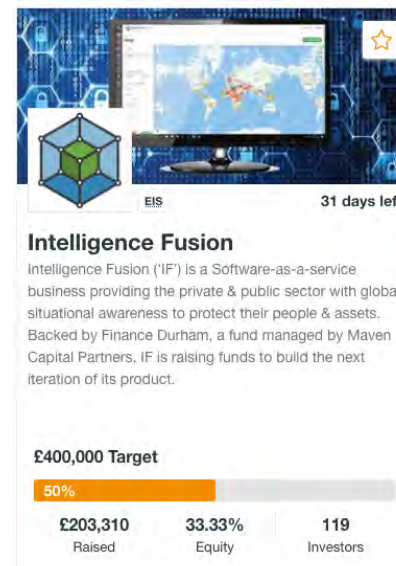 EIS
31 days lef
Intelligence Fusion
Intelligence Fusion ('IF') is a Software-as-a-service
business providing the private & public sector with globa
situational awareness to protect their people & assets.
Backed by Finance Durham, a fund managed by Maven
Capital Partners, IF is raising funds to build the next
iteration of its product.
£400,000 Target
50%
£203,310 33.33% 119
Raised Equity Investors